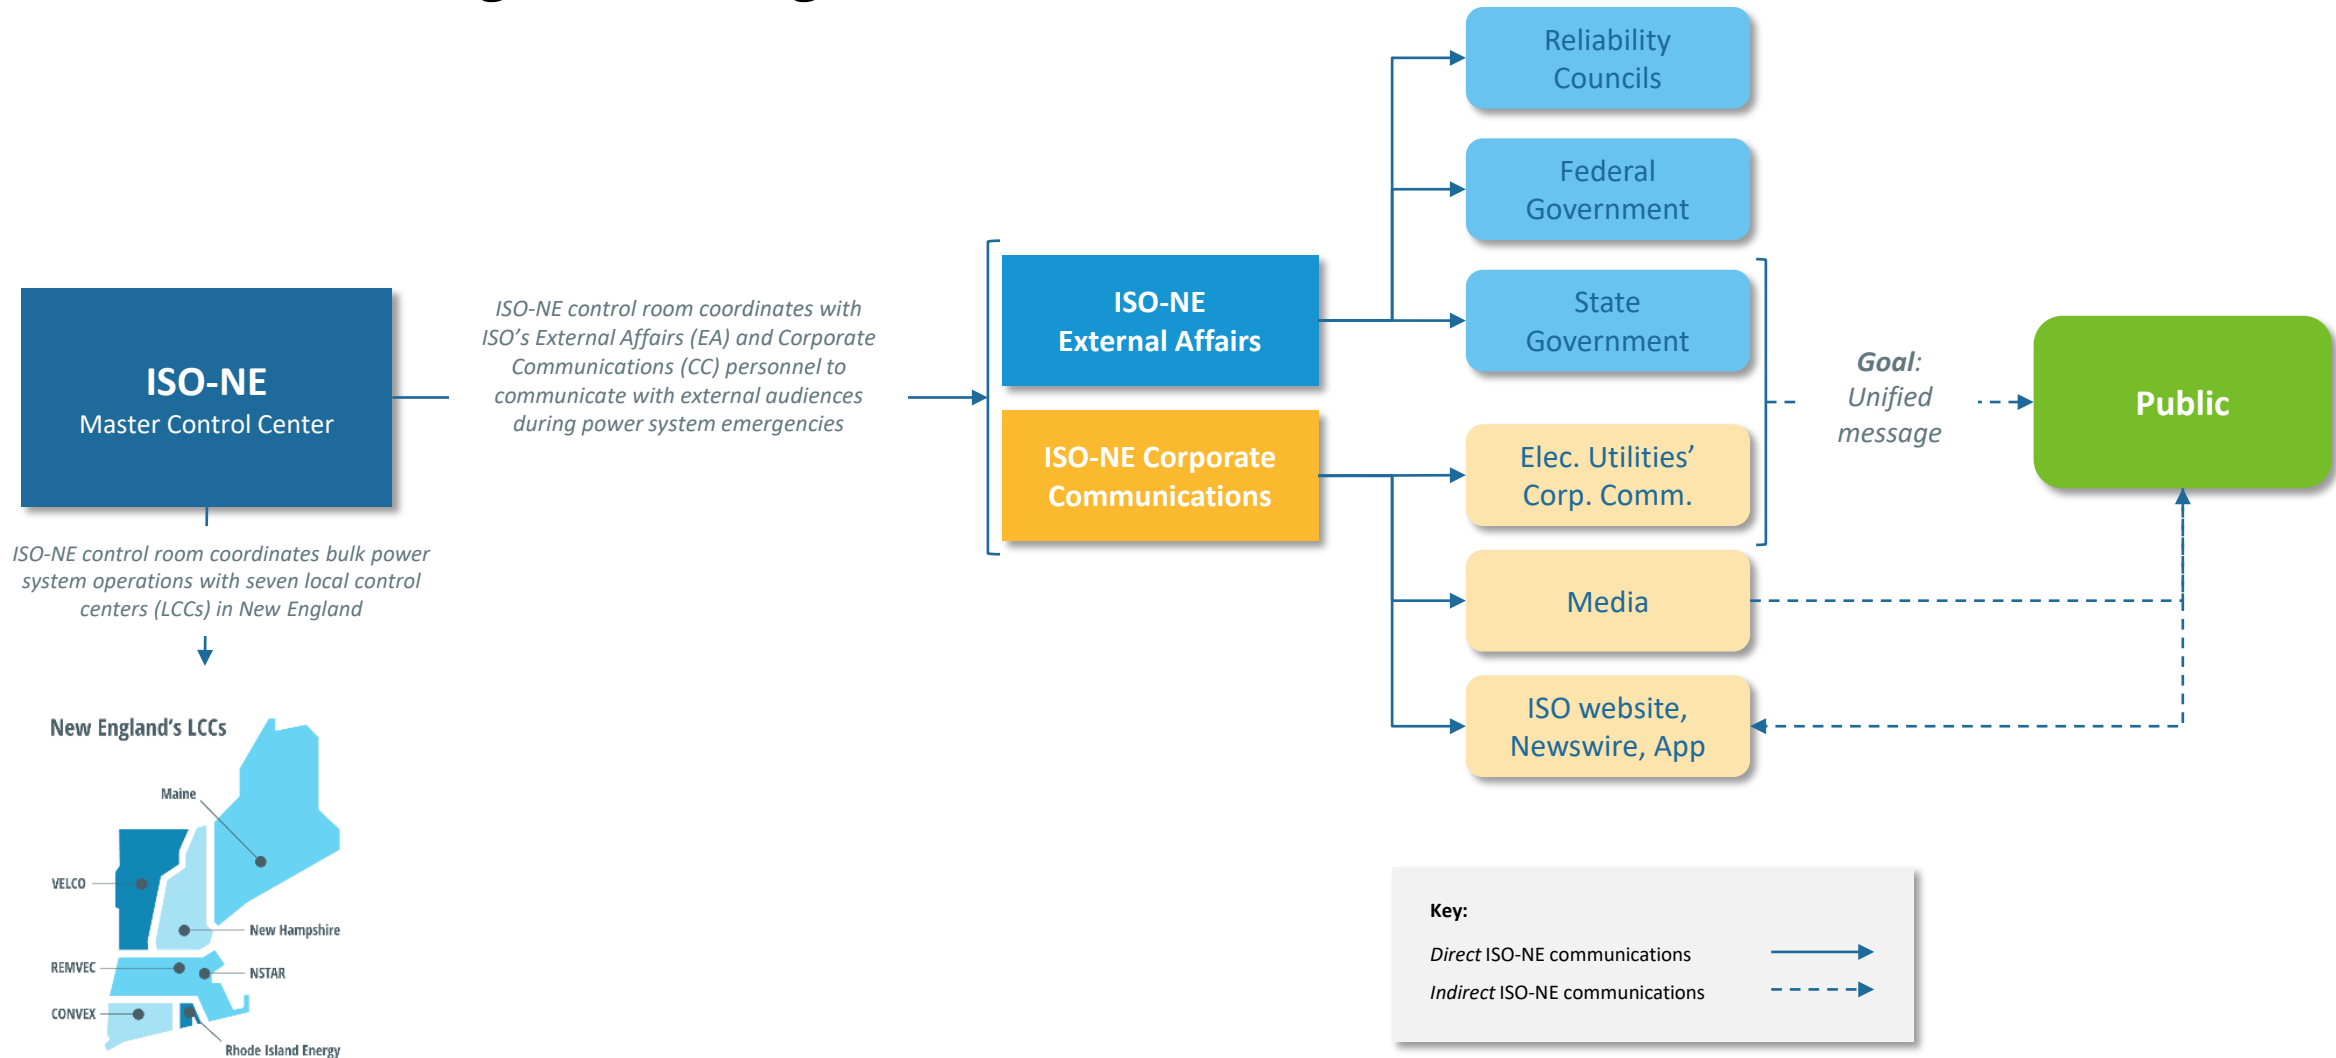 ISO-NE
Master Control Center
ISO-NE control room coordinates with
ISO’s External Affairs (EA) and Corporate
Communications (CC) personnel to
communicate with external audiences
during power system emergencies
ISO-NE control room coordinates bulk power
system operations with seven local control
centers (LCCs) in New England
New England’s LCCs
Maine
VELCO
New Hampshire
REMVEC
NSTAR
CONVEX
Rhode Island Energy
ISO-NE
External Affairs
ISO-NE Corporate
Communications
Reliability
Councils
Federal
Government
State
Government
Elec. Utilities’
Corp. Comm.
Media
ISO website,
Newswire, App
Goal:
Unified
message
Public
Key:
Direct ISO-NE communications
Indirect ISO-NE communications